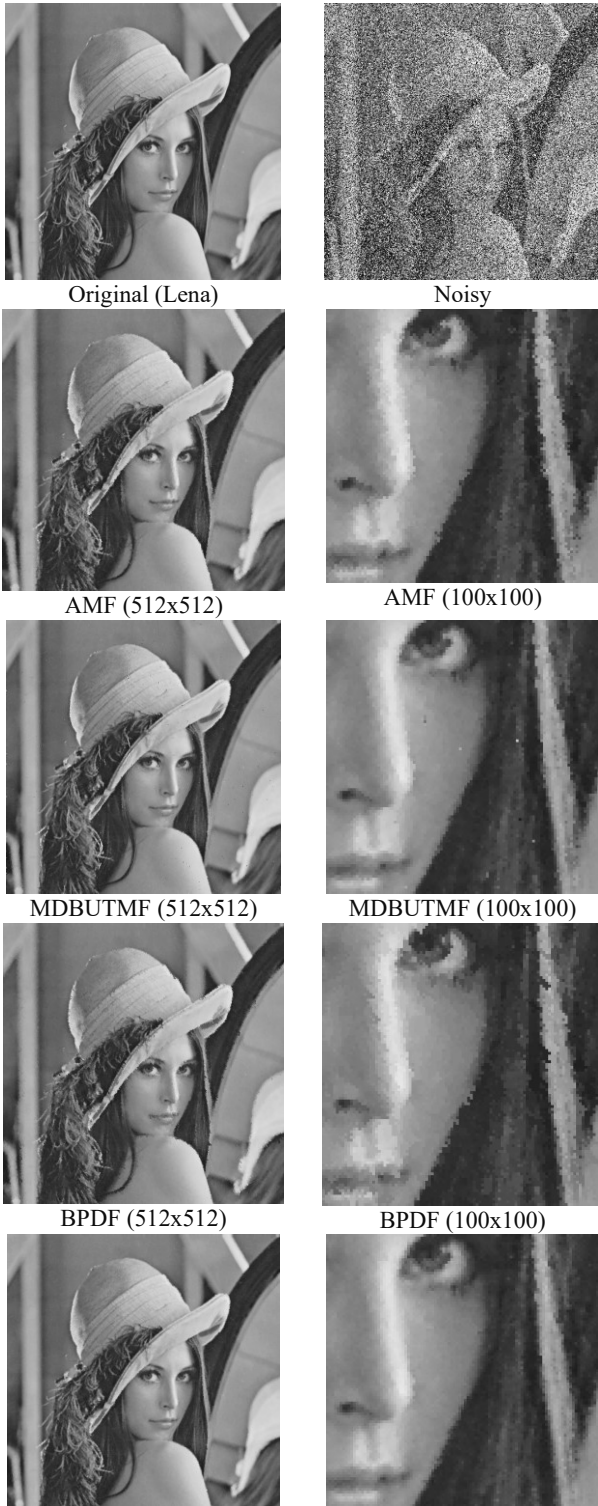 Original (Lena)
Noisy
AMF (512x512)
AMF (100x100)
MDBUTMF (512x512)
MDBUTMF (100x100)
BPDF (512x512)
BPDF (100x100)